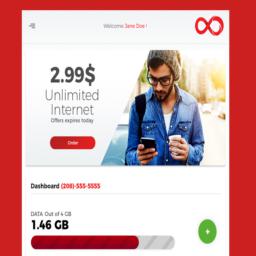 Welcome Jane Doe !
2.99$
Unlimited
Internet
Offers expires today
Order
Dashboard (208)-555-5555
DATA Out of 4 GB
1.46 GB
+